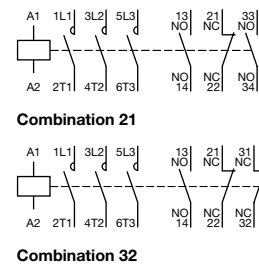 A1 1L1 3L2 5L3 13 21 33
NO NC NO
NO NC NO
A2 2T1 4T2 6T3 14 22 34
Combination 21
A1 1L1 3L2 5L3 13 21 31
NO NC NC
NO NC NC
A2 2T1 4T2 6T3 14 22 32
Combination 32